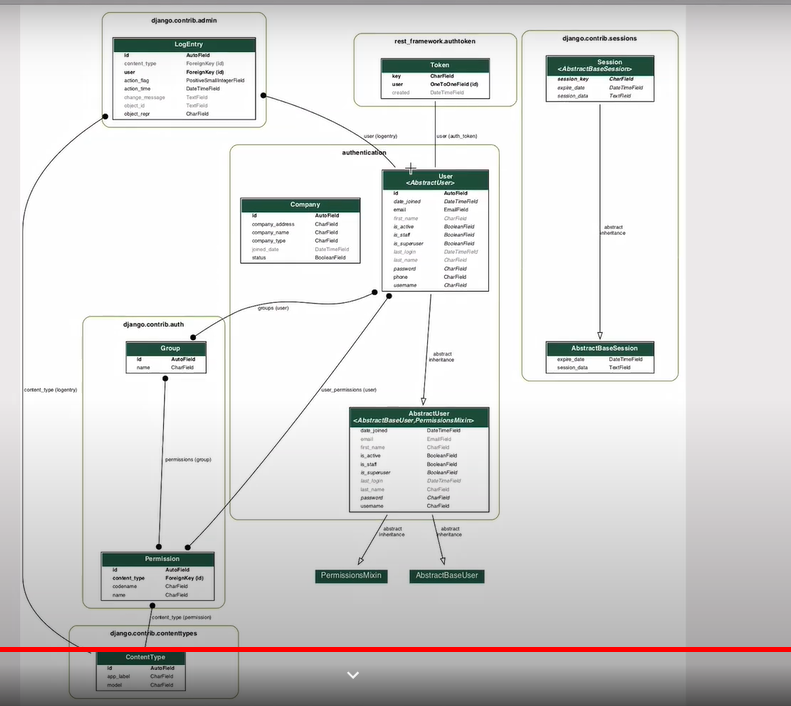 django.contrib.admin
LogEntry
id AutoField
content_type ForeignKey (id)
user ForeignKey (id)
action_flag PositiveSmallIntegerField
action_time DateTimeField
change_message TextField
object_id TextField
object_repr CharField
rest_framework.authtoken
Token
key CharField
user OneToOneField (id)
created DateTimeField
django.contrib.sessions
Session
<AbstractBaseSession>
session_key CharField
expire_date DateTimeField
session_data TextField
user (logentry)
user (auth_token)
authentication
Company
id AutoField
company_address CharField
company_name CharField
company_type CharField
joined_date DateTimeField
status BooleanField
User
<AbstractUser>
id AutoField
date_joined DateTimeField
email EmailField
first_name CharField
is_active BooleanField
is_staff BooleanField
is_superuser BooleanField
last_login DateTimeField
last_name CharField
password CharField
phone CharField
username CharField
abstract
inheritance
groups (user)
django.contrib.auth
Group
id AutoField
name CharField
abstract
inheritance
AbstractBaseSession
expire_date DateTimeField
session_data TextField
content_type (logentry)
user_permissions (user)
AbstractUser
<AbstractBaseUser,PermissionsMixin>
date_joined DateTimeField
email EmailField
first_name CharField
is_active BooleanField
is_staff BooleanField
is_superuser BooleanField
last_login DateTimeField
last_name CharField
password CharField
username CharField
permissions (group)
abstract
inheritance
abstract
inheritance
Permission
id AutoField
content_type ForeignKey (id)
codename CharField
name CharField
PermissionsMixin
AbstractBaseUser
content_type (permission)
django.contrib.contenttypes
ContentType
id AutoField
app_label CharField
model CharField